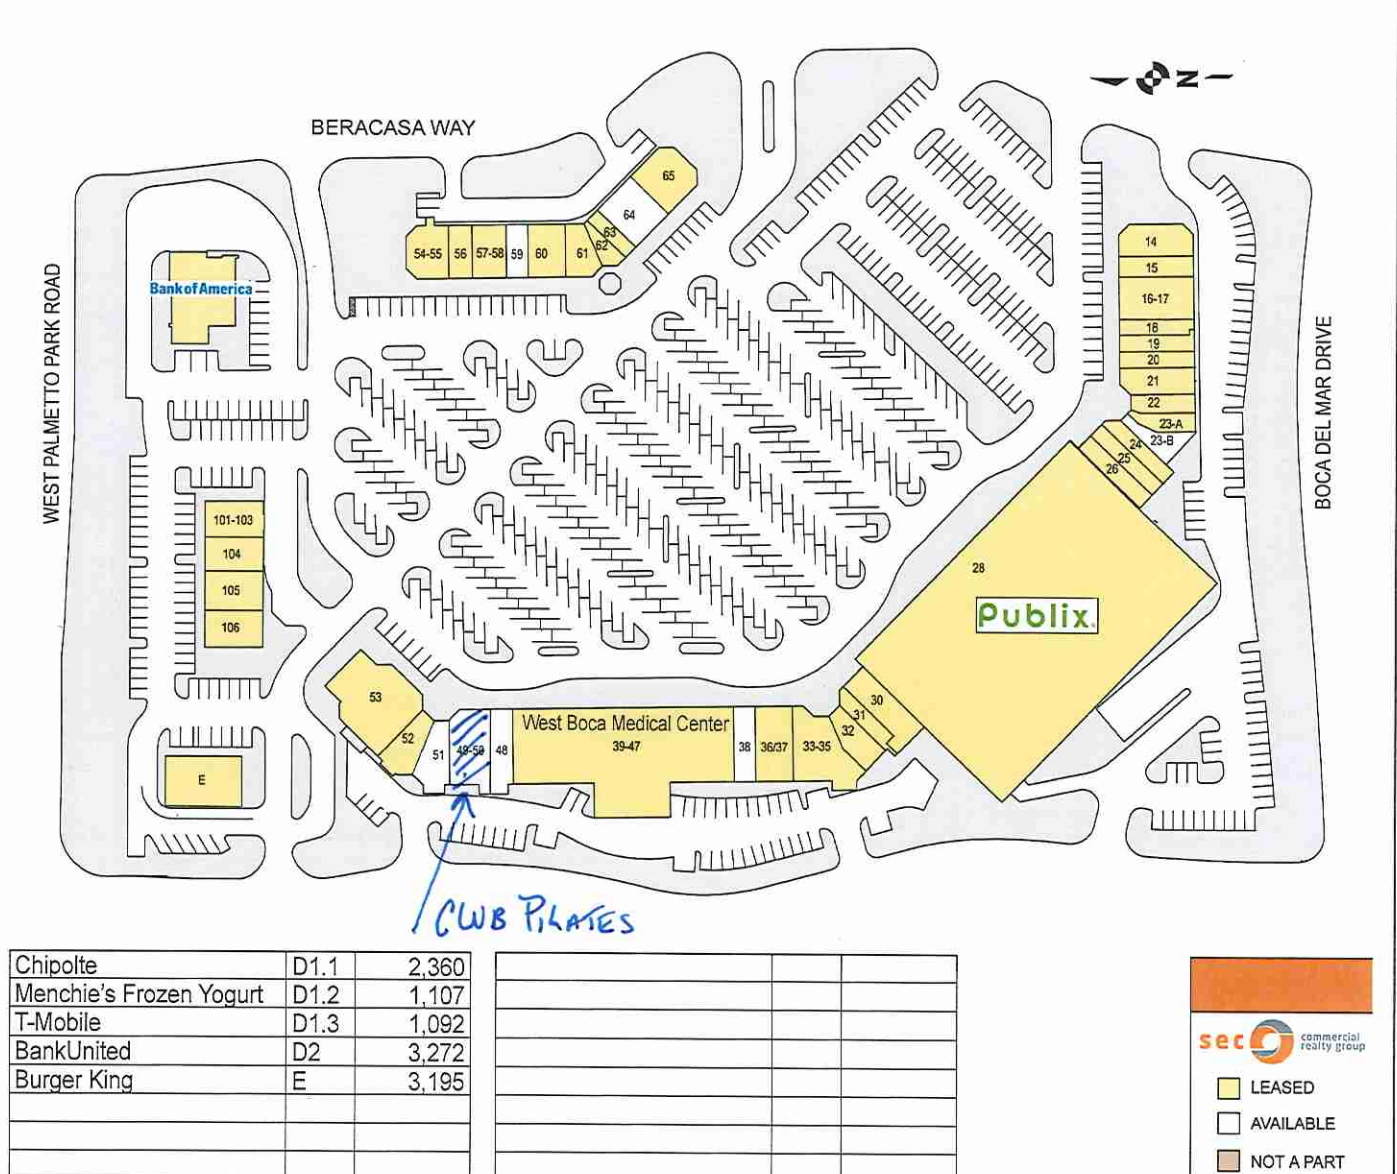 N
BERACASA WAY
65
64
63
62
54-55 56 57-58 59 60 61
14
15
16-17
18
19
20
21
22
23-A
23-B
24
25
26
BankofAmerica
WEST PALMETTO PARK ROAD
BOCA DEL MAR DRIVE
101-103
104
105
106
28
Publix.
53
52
51
49-50
48
West Boca Medical Center
39-47
38
36/37
33-35
32
31
30
E
CLUB PILATES
Chipolte D1.1 2,360
Menchie's Frozen Yogurt D1.2 1,107
T-Mobile D1.3 1,092
BankUnited D2 3,272
Burger King E 3,195
sec commercial
realty group
LEASED
AVAILABLE
NOT A PART